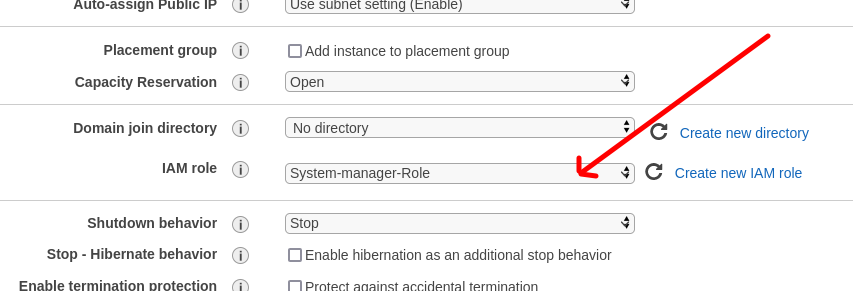 Auto-assign Public IP i Use subnet setting (Enable)
Placement group i Add instance to placement group
Capacity Reservation i Open
Domain join directory i No directory Create new directory
IAM role i System-manager-Role Create new IAM role
Shutdown behavior i Stop
Stop - Hibernate behavior i Enable hibernation as an additional stop behavior
Enable termination protection i Protect against accidental termination